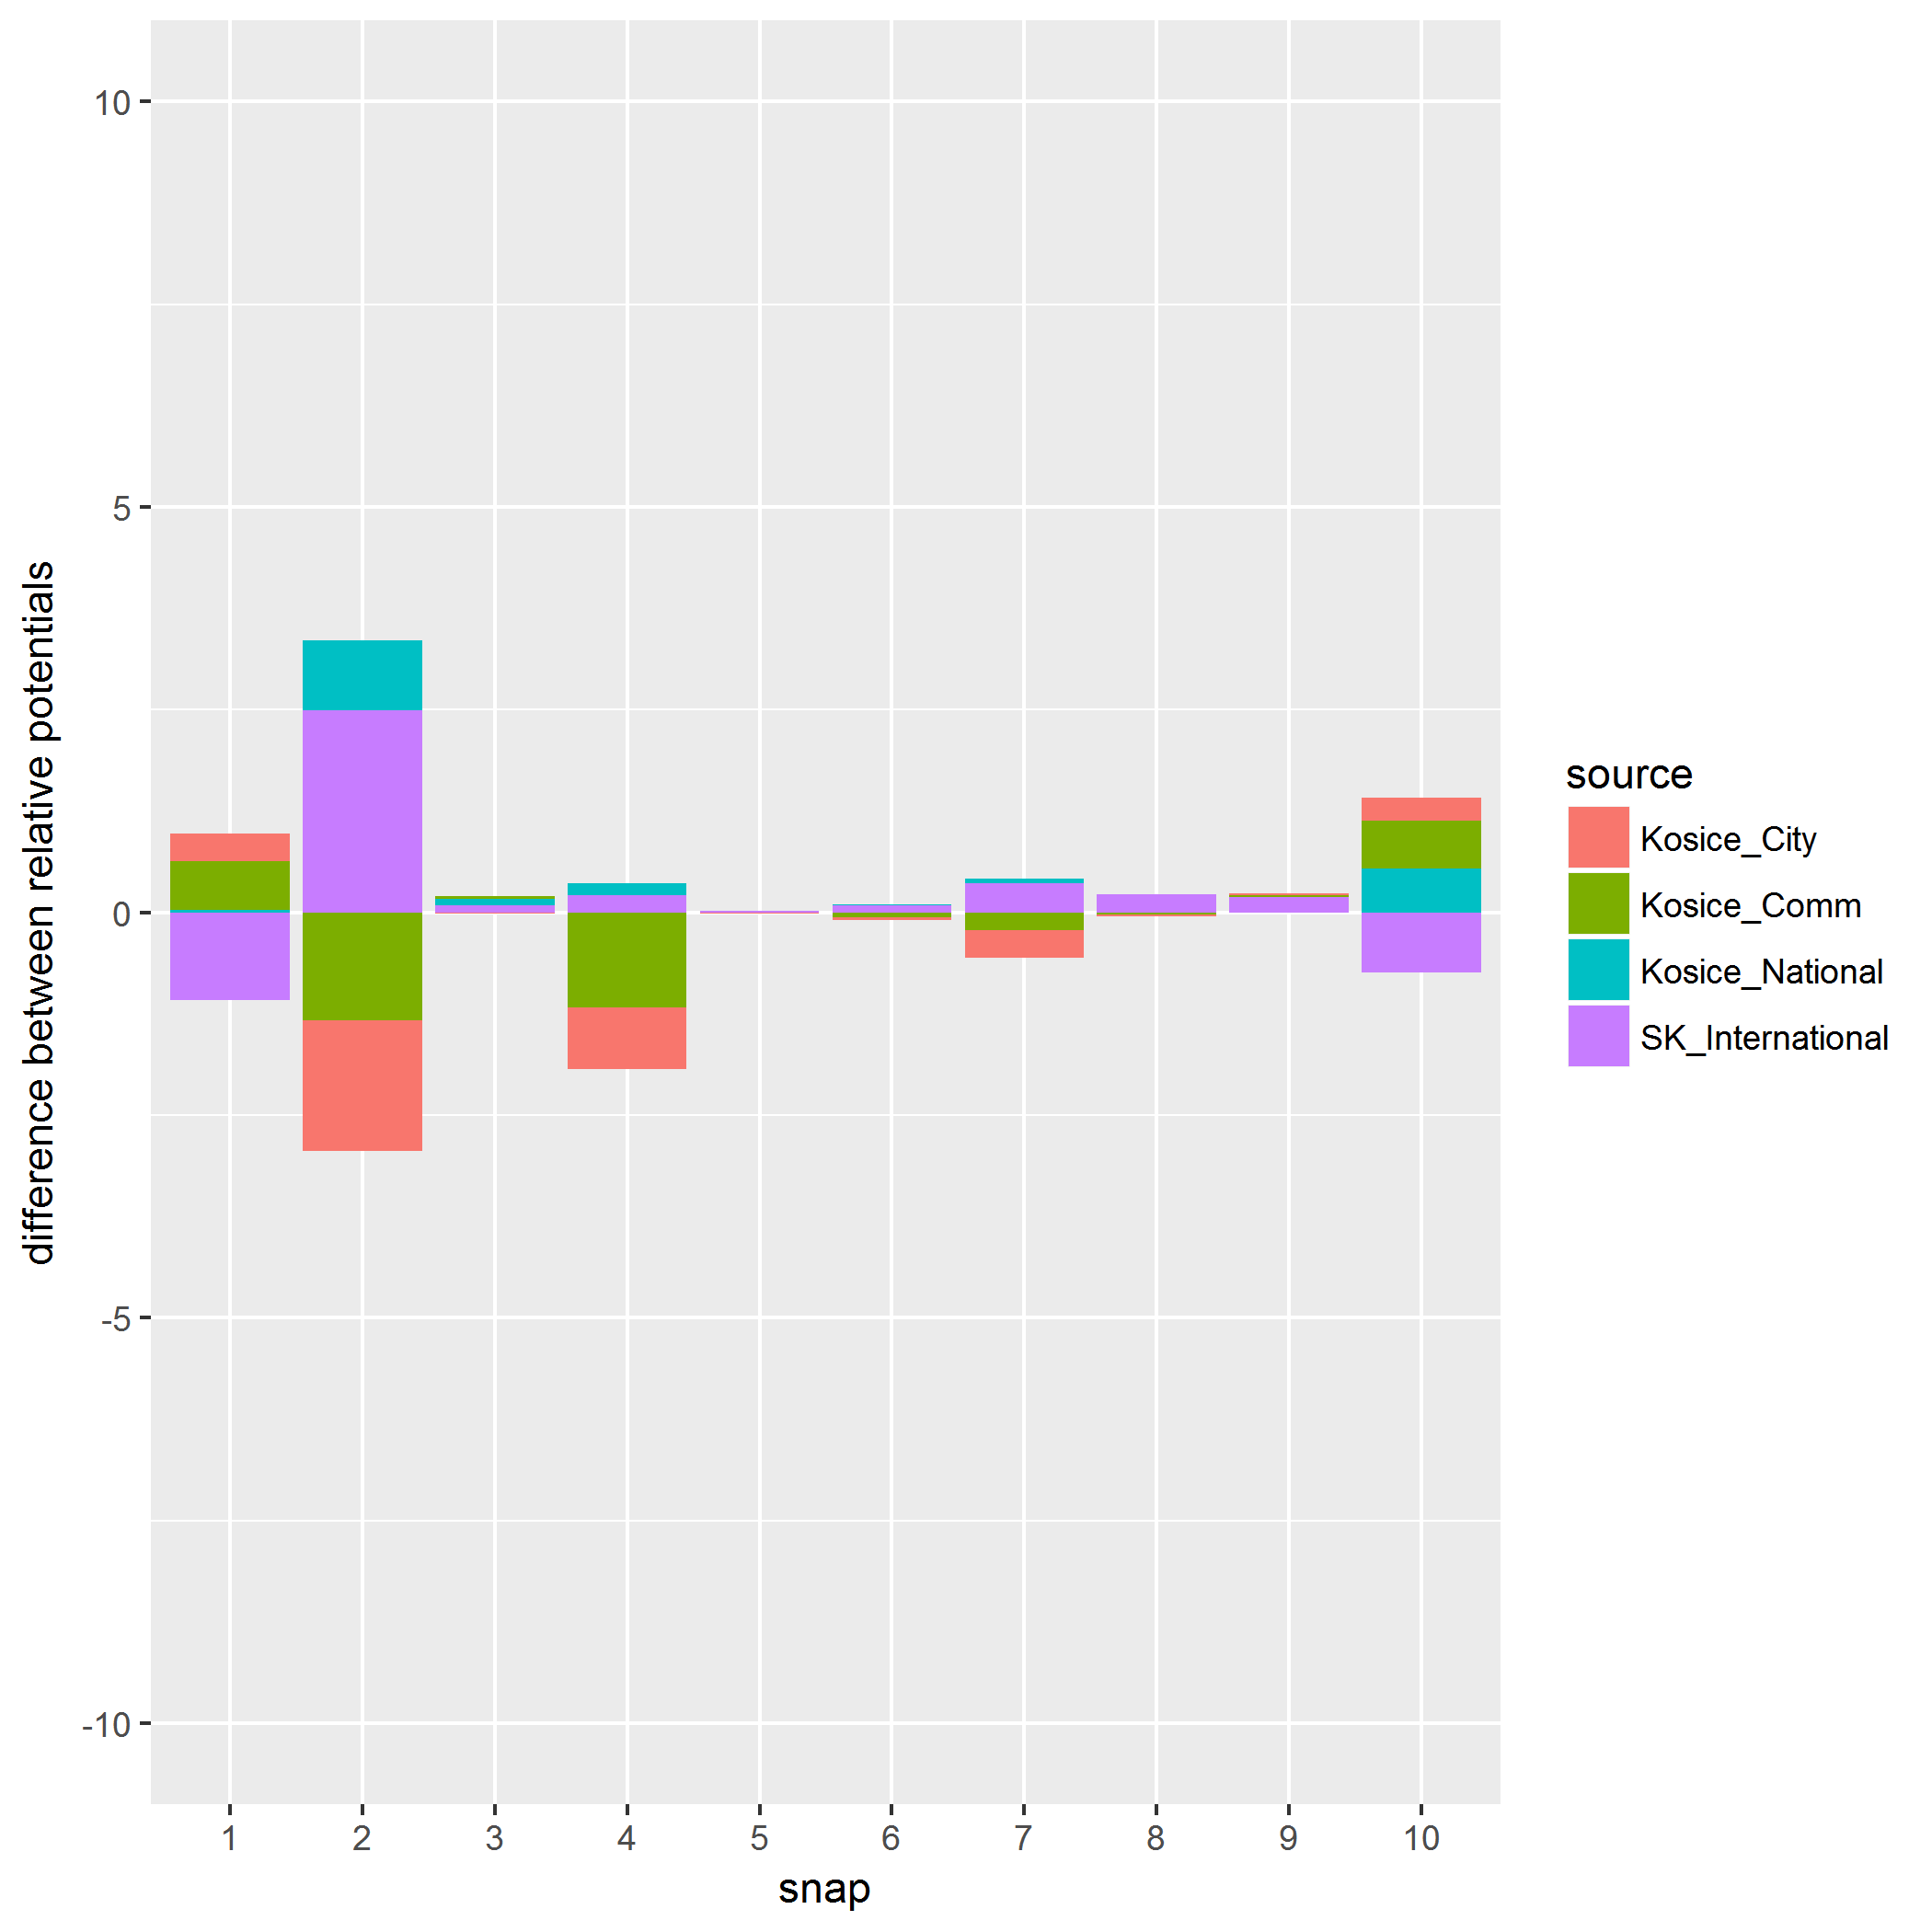 difference between relative potentials
10
5
0
-5
-10
1 2 3 4 5 6 7 8 9 10
snap
source
Kosice_City
Kosice_Comm
Kosice_National
SK_International